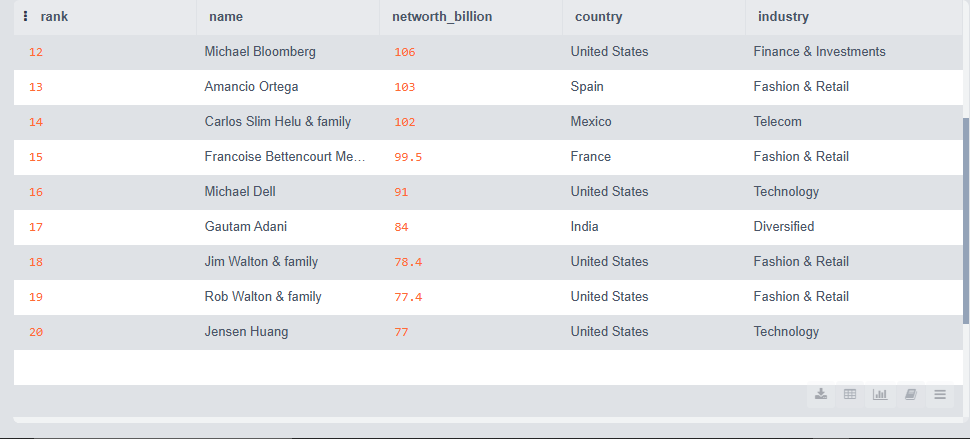 rank name networth_billion country industry
12 Michael Bloomberg 106 United States Finance & Investments
13 Amancio Ortega 103 Spain Fashion & Retail
14 Carlos Slim Helu & family 102 Mexico Telecom
15 Francoise Bettencourt Me... 99.5 France Fashion & Retail
16 Michael Dell 91 United States Technology
17 Gautam Adani 84 India Diversified
18 Jim Walton & family 78.4 United States Fashion & Retail
19 Rob Walton & family 77.4 United States Fashion & Retail
20 Jensen Huang 77 United States Technology